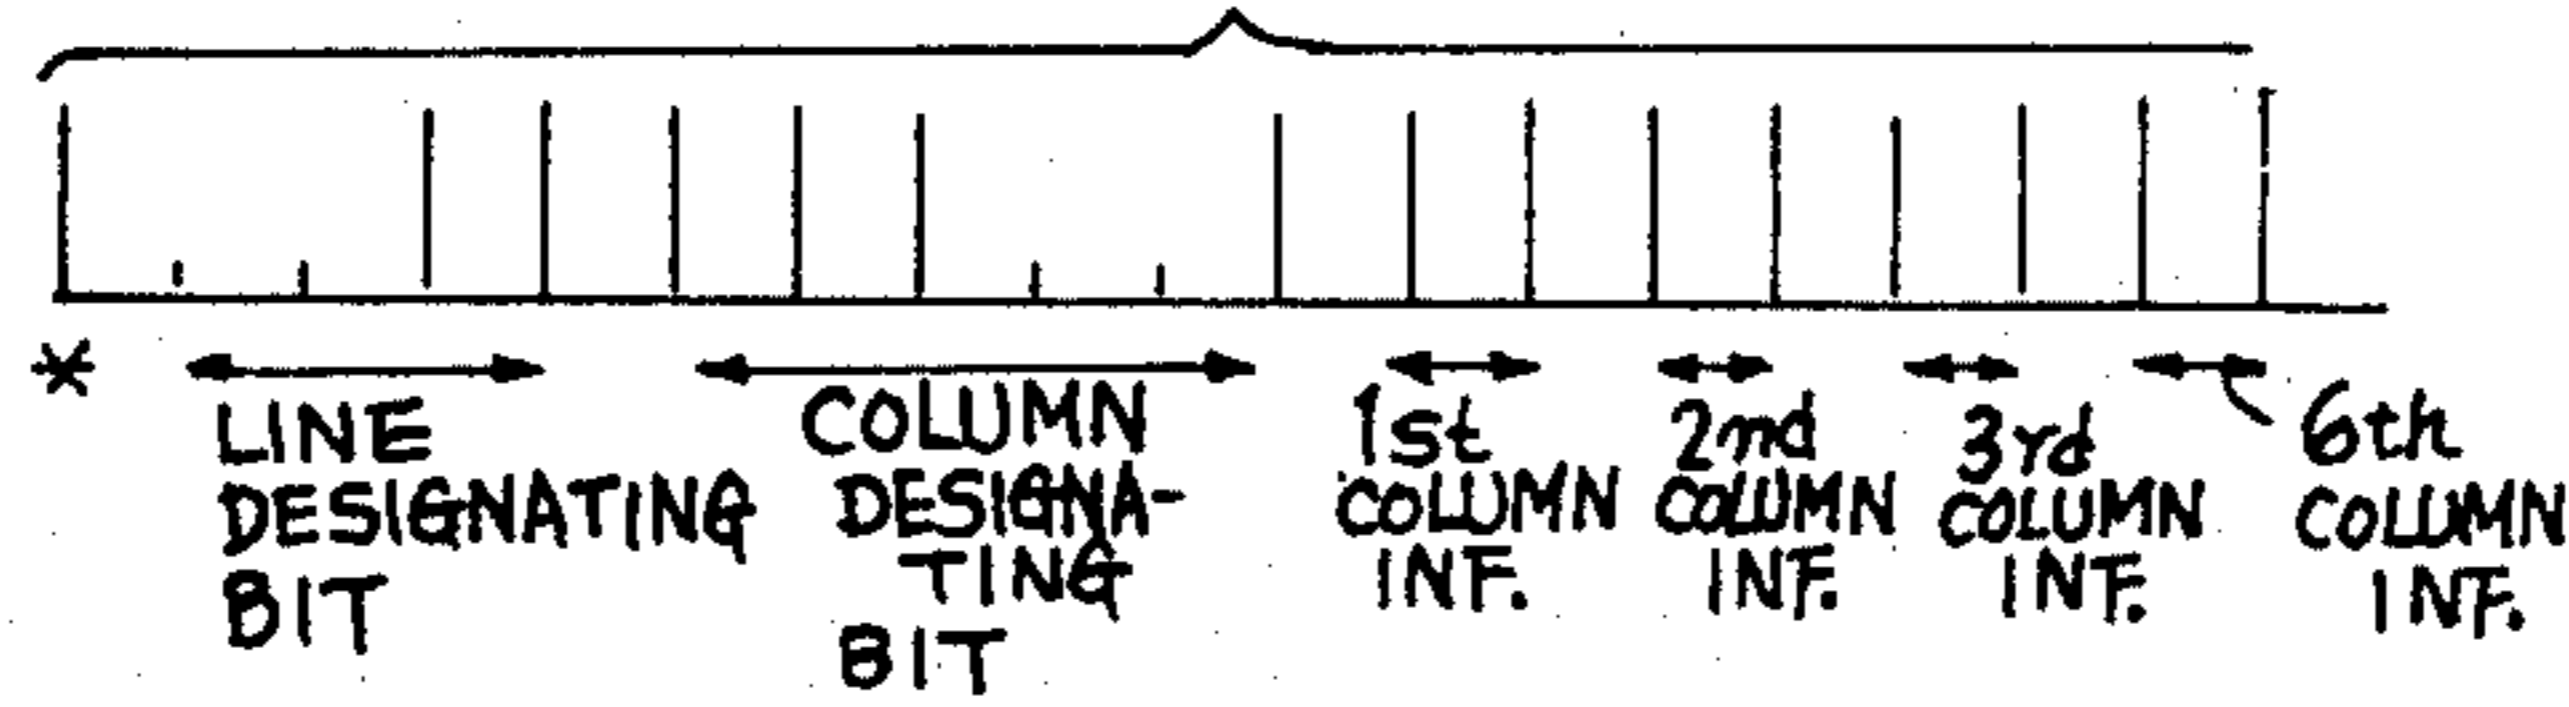 *
LINE
DESIGNATING
BIT
COLUMN
DESIGNA-
TING
BIT
1st
COLUMN
INF.
2nd
COLUMN
INF.
3rd
COLUMN
INF.
6th
COLUMN
INF.